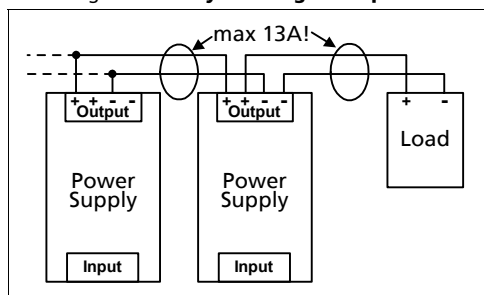 max 13A!
+ + - -
Output
+ + - -
Output
+ -
Load
Power
Supply
Power
Supply
Input
Input